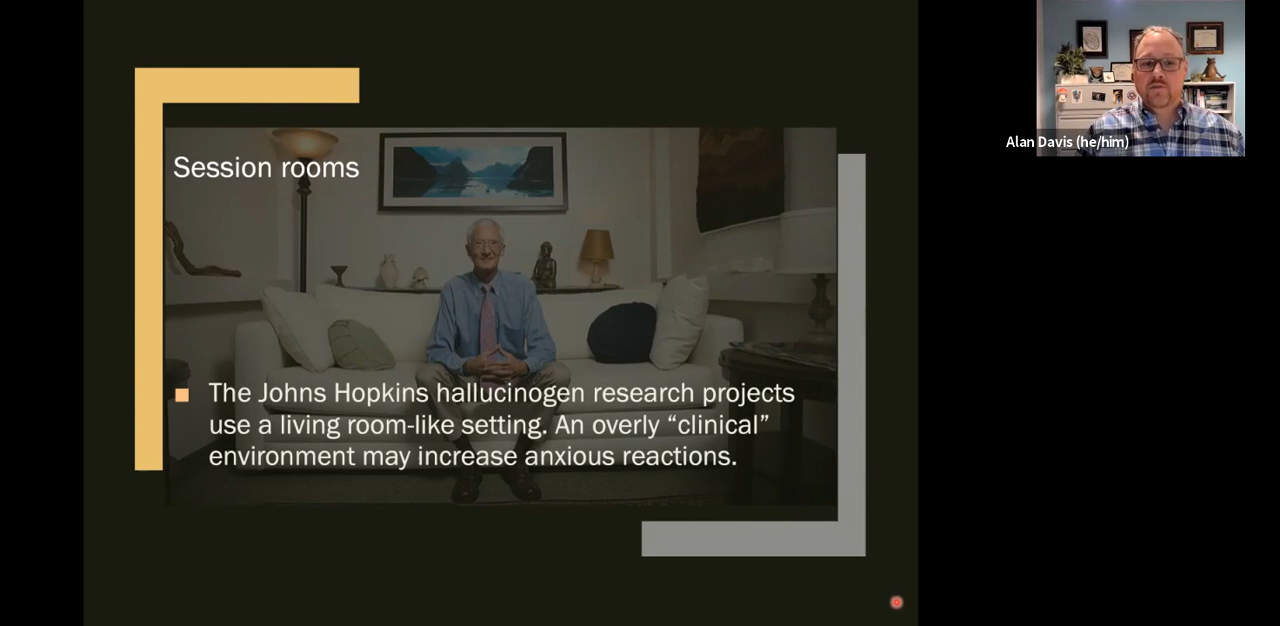 Session rooms
The Johns Hopkins hallucinogen research projects
use a living room-like setting. An overly “clinical”
environment may increase anxious reactions.
Alan Davis (he/him)